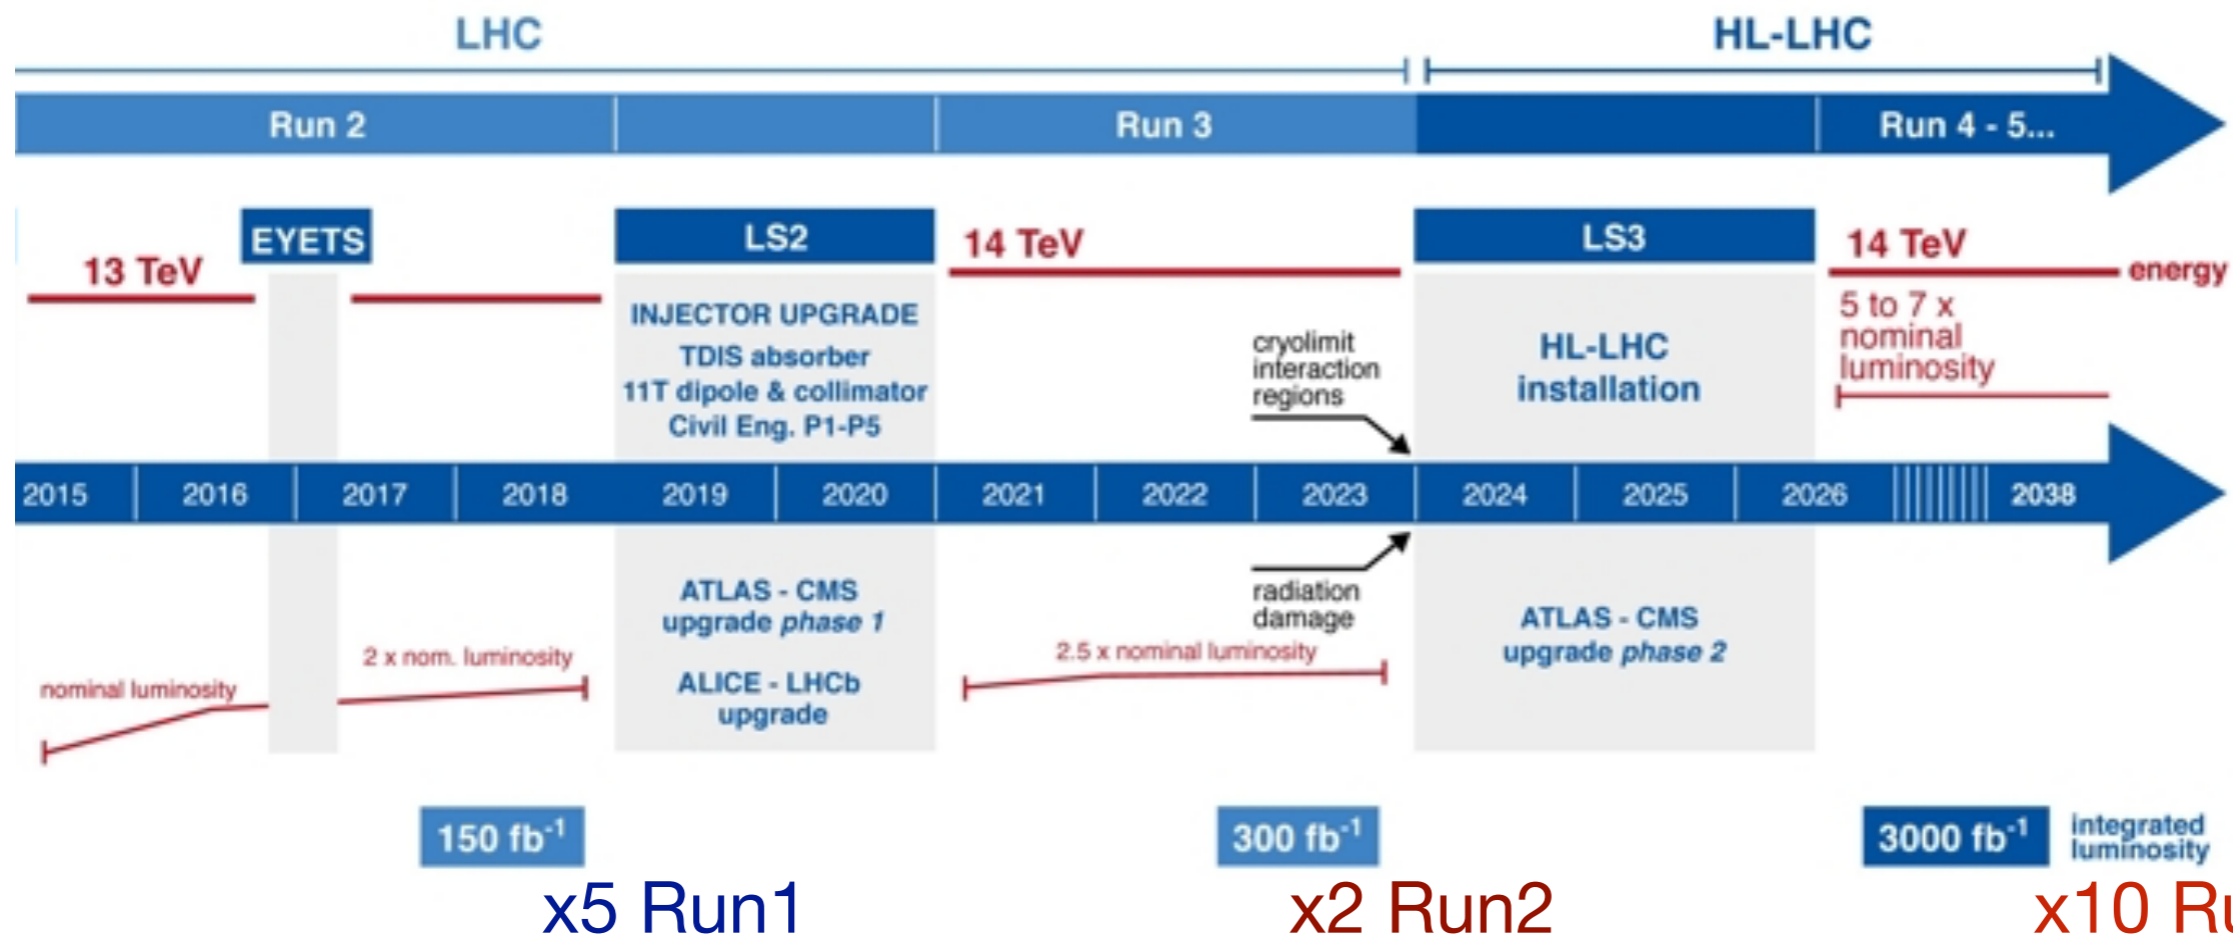 LHC
HL-LHC
Run 2
Run 3
Run 4 - 5...
EYETS
LS2
LS3
13 TeV
14 TeV
14 TeV
energy
INJECTOR UPGRADE
TDIS absorber
11T dipole & collimator
Civil Eng. P1-P5
cryolimit
interaction
regions
HL-LHC
installation
5 to 7 x
nominal
luminosity
2015 2016 2017 2018 2019 2020 2021 2022 2023 2024 2025 2026 2038
nominal luminosity
2 x nom. luminosity
ATLAS - CMS
upgrade phase 1
ALICE - LHCb
upgrade
radiation
damage
2.5 x nominal luminosity
ATLAS - CMS
upgrade phase 2
150 fb⁻¹
300 fb⁻¹
3000 fb⁻¹
integrated
luminosity
x5 Run1
x2 Run2
x10